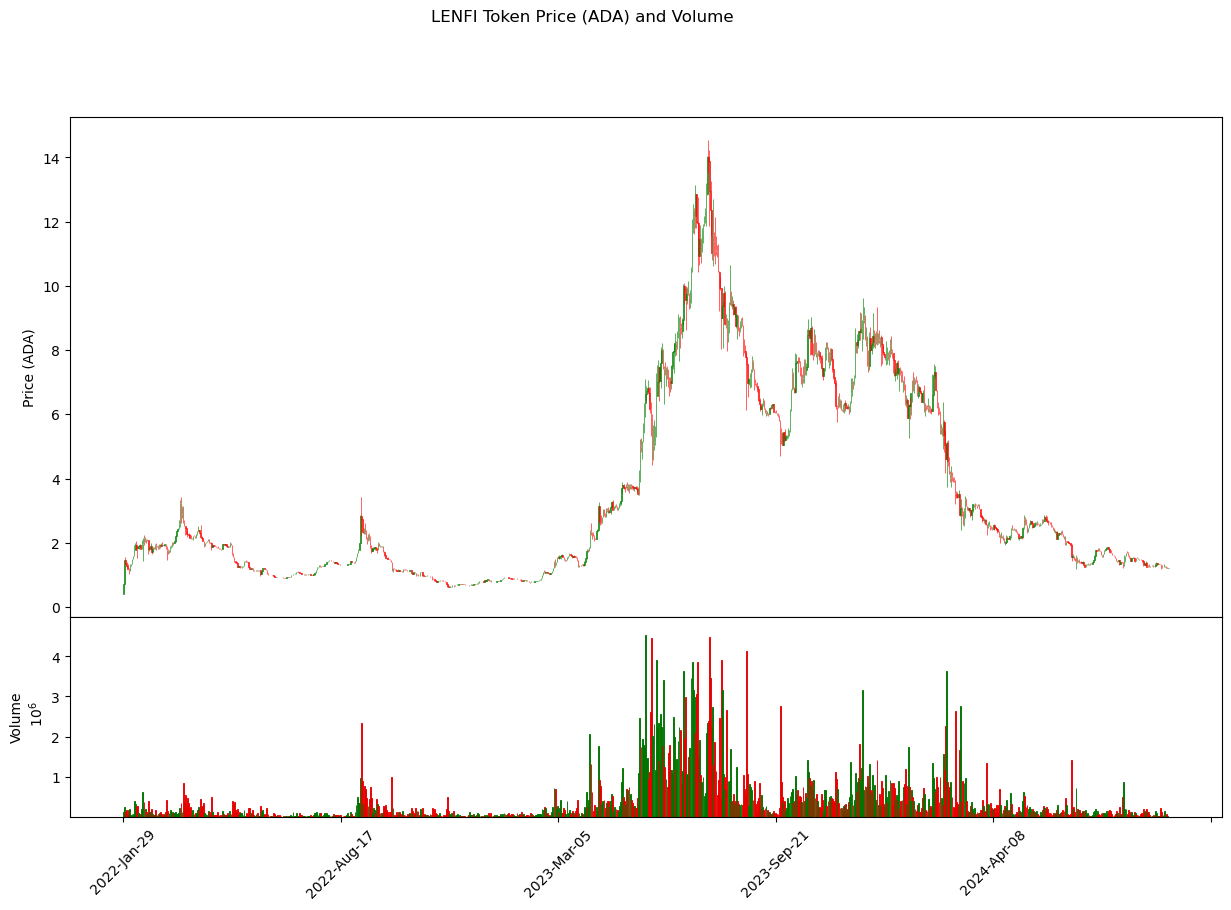 LENFI Token Price (ADA) and Volume
Price (ADA)
14
12
10
8
6
4
2
0
Volume
10^6
4
3
2
1
2022-Jan-29
2022-Aug-17
2023-Mar-05
2023-Sep-21
2024-Apr-08